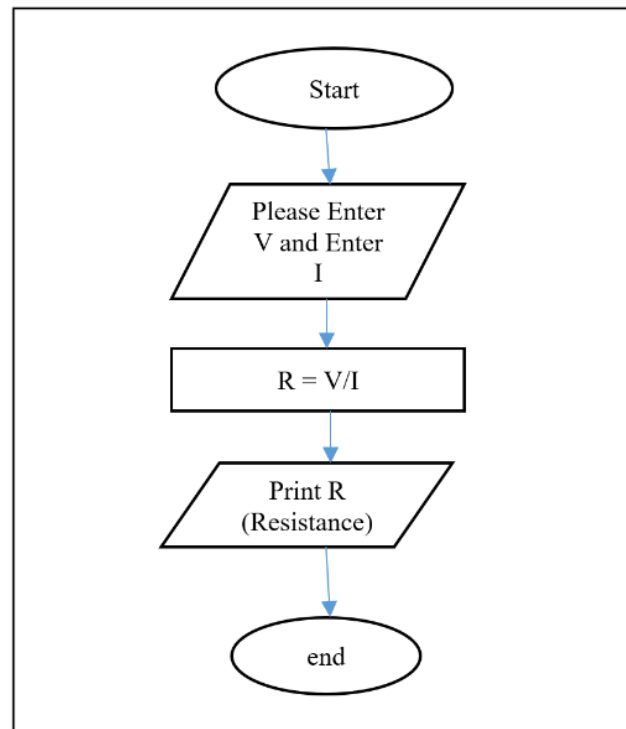 Start
Please Enter
V and Enter
I
R = V/I
Print R
(Resistance)
end